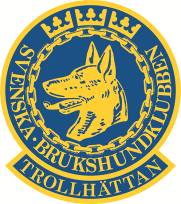 SVENSKA · BRUKSHUNDKLUBBEN
TROLLHÄTTAN